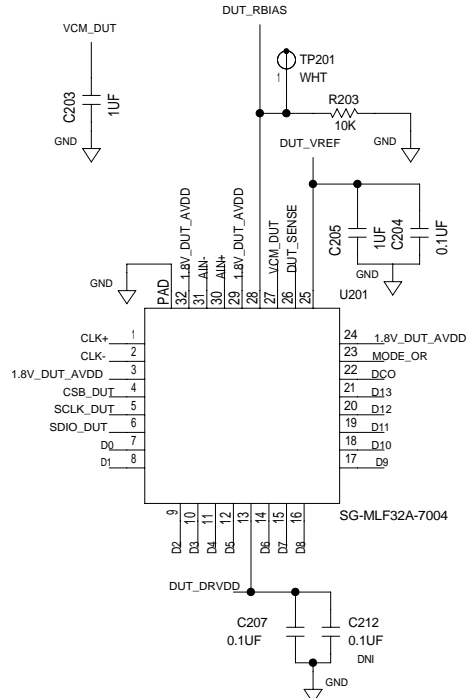 DUT_RBIAS
VCM_DUT
TP201
1
WHT
C203
1UF
R203
10K
GND
GND
DUT_VREF
C205
1UF
C204
0.1UF
GND
GND
PAD
32
1.8V_DUT_AVDD
31
AIN-
30
AIN+
29
1.8V_DUT_AVDD
28
27
VCM_DUT
26
DUT_SENSE
25
U201
CLK+ 1
CLK- 2
1.8V_DUT_AVDD 3
CSB_DUT 4
SCLK_DUT 5
SDIO_DUT 6
D0 7
D1 8
24 1.8V_DUT_AVDD
23 MODE_OR
22 DCO
21 D13
20 D12
19 D11
18 D10
17 D9
SG-MLF32A-7004
9
D2
10
D3
11
D4
12
D5
13
14
D6
15
D7
16
D8
DUT_DRVDD
C207
0.1UF
C212
0.1UF
DNI
GND